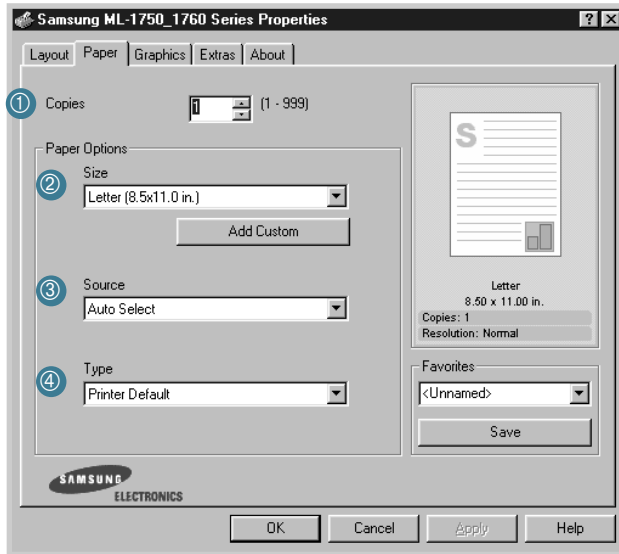 Samsung ML-1750_1760 Series Properties
Layout Paper Graphics Extras About
① Copies 1 (1 - 999)
Paper Options
② Size
Letter (8.5x11.0 in.)
Add Custom
③ Source
Auto Select
④ Type
Printer Default
S
Letter
8.50 x 11.00 in.
Copies: 1
Resolution: Normal
Favorites
<Unnamed>
Save
SAMSUNG
ELECTRONICS
OK Cancel Apply Help